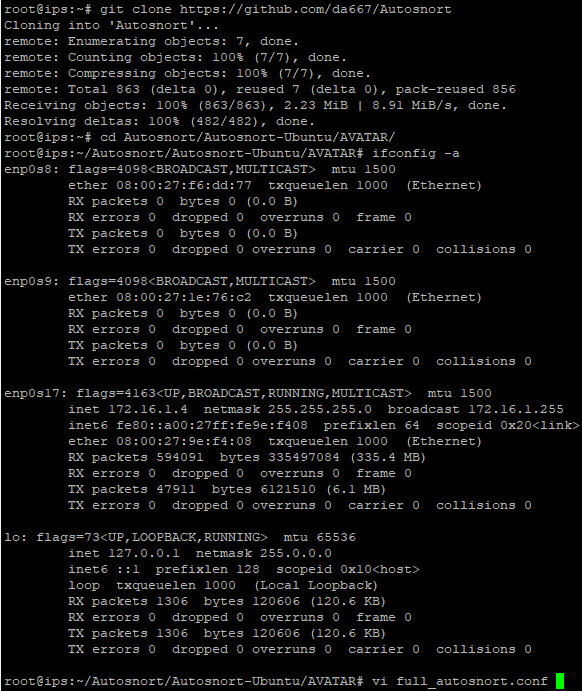 root@ips:~# git clone https://github.com/da667/Autosnort
Cloning into 'Autosnort'...
remote: Enumerating objects: 7, done.
remote: Counting objects: 100% (7/7), done.
remote: Compressing objects: 100% (7/7), done.
remote: Total 863 (delta 0), reused 7 (delta 0), pack-reused 856
Receiving objects: 100% (863/863), 2.23 MiB | 8.91 MiB/s, done.
Resolving deltas: 100% (482/482), done.
root@ips:~# cd Autosnort/Autosnort-Ubuntu/AVATAR/
root@ips:~/Autosnort/Autosnort-Ubuntu/AVATAR# ifconfig -a
enp0s8: flags=4098<BROADCAST,MULTICAST>  mtu 1500
        ether 08:00:27:f6:dd:77  txqueuelen 1000  (Ethernet)
        RX packets 0  bytes 0 (0.0 B)
        RX errors 0  dropped 0  overruns 0  frame 0
        TX packets 0  bytes 0 (0.0 B)
        TX errors 0  dropped 0 overruns 0  carrier 0  collisions 0

enp0s9: flags=4098<BROADCAST,MULTICAST>  mtu 1500
        ether 08:00:27:1e:76:c2  txqueuelen 1000  (Ethernet)
        RX packets 0  bytes 0 (0.0 B)
        RX errors 0  dropped 0  overruns 0  frame 0
        TX packets 0  bytes 0 (0.0 B)
        TX errors 0  dropped 0 overruns 0  carrier 0  collisions 0

enp0s17: flags=4163<UP,BROADCAST,RUNNING,MULTICAST>  mtu 1500
        inet 172.16.1.4  netmask 255.255.255.0  broadcast 172.16.1.255
        inet6 fe80::a00:27ff:fe9e:f408  prefixlen 64  scopeid 0x20<link>
        ether 08:00:27:9e:f4:08  txqueuelen 1000  (Ethernet)
        RX packets 594091  bytes 335497084 (335.4 MB)
        RX errors 0  dropped 0  overruns 0  frame 0
        TX packets 47911  bytes 6121510 (6.1 MB)
        TX errors 0  dropped 0 overruns 0  carrier 0  collisions 0

lo: flags=73<UP,LOOPBACK,RUNNING>  mtu 65536
        inet 127.0.0.1  netmask 255.0.0.0
        inet6 ::1  prefixlen 128  scopeid 0x10<host>
        loop  txqueuelen 1000  (Local Loopback)
        RX packets 1306  bytes 120606 (120.6 KB)
        RX errors 0  dropped 0  overruns 0  frame 0
        TX packets 1306  bytes 120606 (120.6 KB)
        TX errors 0  dropped 0 overruns 0  carrier 0  collisions 0

root@ips:~/Autosnort/Autosnort-Ubuntu/AVATAR# vi full_autosnort.conf